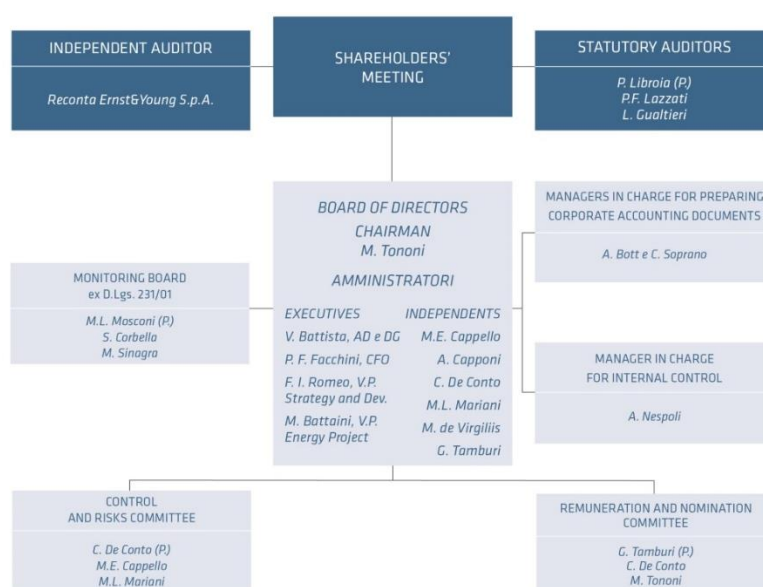 INDEPENDENT AUDITOR
Reconta Ernst&Young S.p.A.
SHAREHOLDERS'
MEETING
STATUTORY AUDITORS
P. Libroia (P.)
P.F. Lazzati
L. Gualtieri
BOARD OF DIRECTORS
CHAIRMAN
M. Tononi
AMMINISTRATORI
EXECUTIVES
V. Battista, AD e DG
P. F. Facchini, CFO
F. I. Romeo, V.P.
Strategy and Dev.
M. Battaini, V.P.
Energy Project
INDEPENDENTS
M.E. Cappello
A. Capponi
C. De Conto
M.L. Mariani
M. de Virgiliis
G. Tamburi
MONITORING BOARD
ex D.Lgs. 231/01
M.L. Mosconi (P.)
S. Corbella
M. Sinagra
MANAGERS IN CHARGE FOR PREPARING
CORPORATE ACCOUNTING DOCUMENTS
A. Bott e C. Soprano
MANAGER IN CHARGE
FOR INTERNAL CONTROL
A. Nespoli
CONTROL
AND RISKS COMMITTEE
C. De Conto (P.)
M.E. Cappello
M.L. Mariani
REMUNERATION AND NOMINATION
COMMITTEE
G. Tamburi (P.)
C. De Conto
M. Tononi